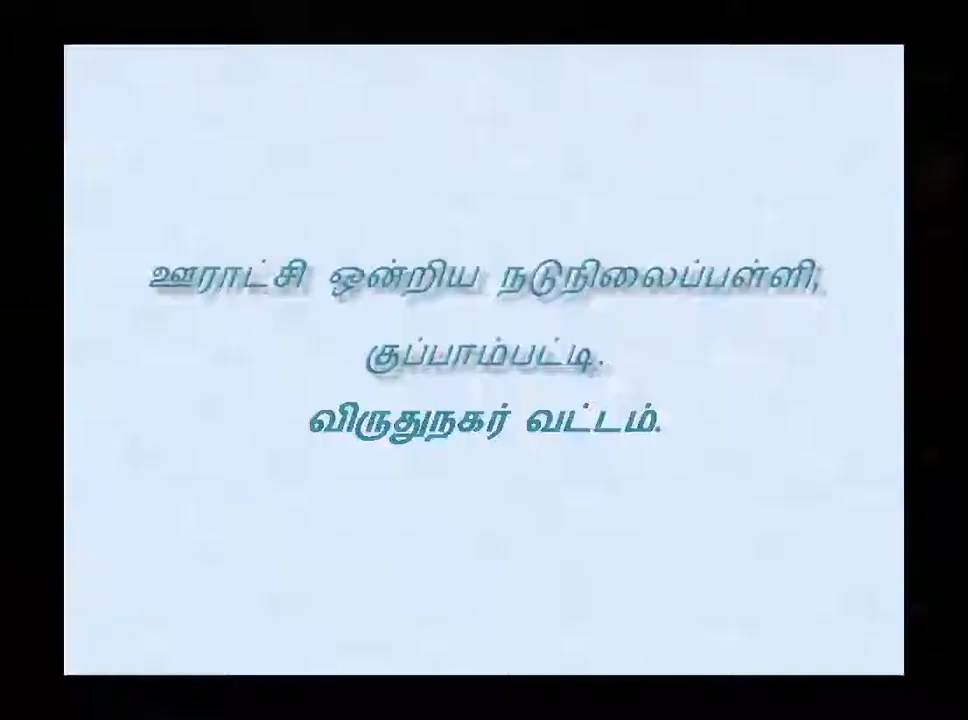 ஊராட்சி ஒன்றிய நடுநிலைப்பள்ளி,
குப்பாம்பட்டி.
விருதுநகர் வட்டம்.